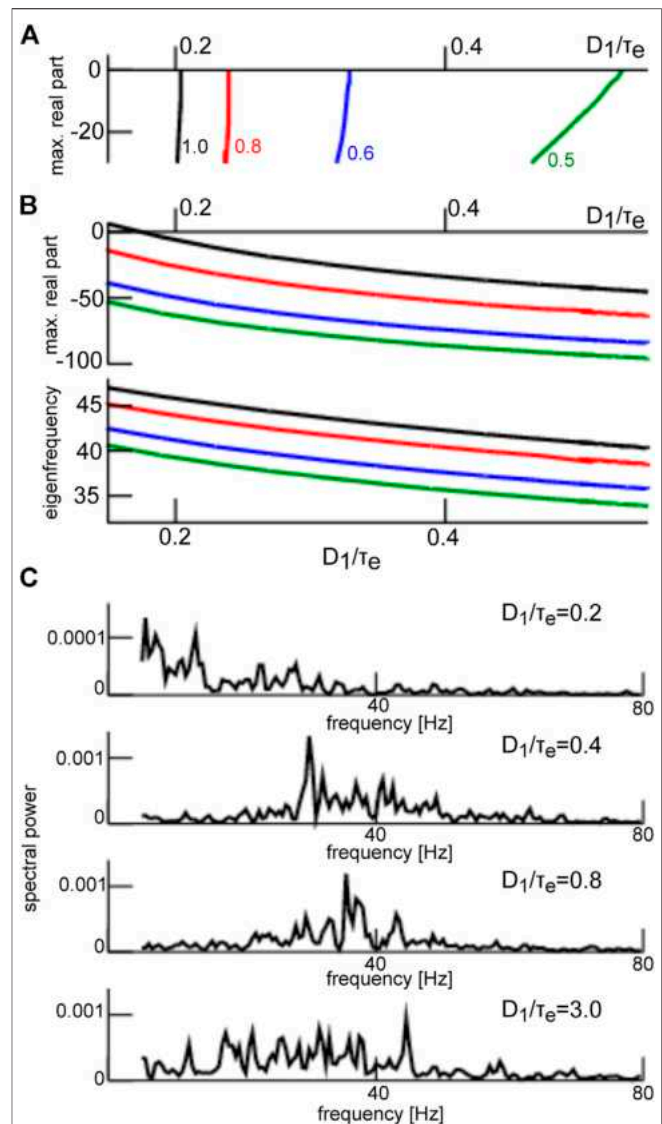 A
0.2
0.4
D₁/τₑ
max. real part
0
-20
1.0
0.8
0.6
0.5
B
0.2
0.4
D₁/τₑ
max. real part
0
-50
-100
eigenfrequency
45
40
35
0.2
0.4
D₁/τₑ
C
spectral power
D₁/τₑ=0.2
0.0001
0
40
80
frequency [Hz]
D₁/τₑ=0.4
0.001
0
40
80
frequency [Hz]
D₁/τₑ=0.8
0.001
0
40
80
frequency [Hz]
D₁/τₑ=3.0
0.001
0
40
80
frequency [Hz]